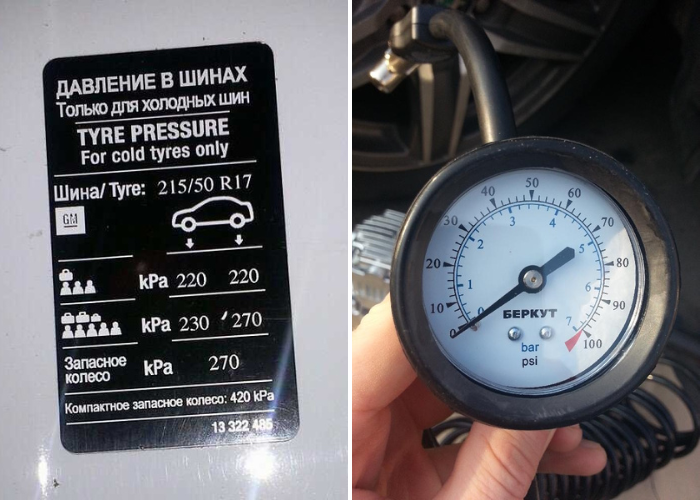 ДАВЛЕНИЕ В ШИНАХ
Только для холодных шин
TYRE PRESSURE
For cold tyres only
Шина/Tyre: 215/50 R17
GM
kPa 220 220
kPa 230 270
Запасное
колесо kPa 270
Компактное запасное колесо: 420 kPa
13 322 485
0 10 20 30 40 50 60 70 80 90 100
0 1 2 3 4 5 6 7
БЕРКУТ
bar
psi